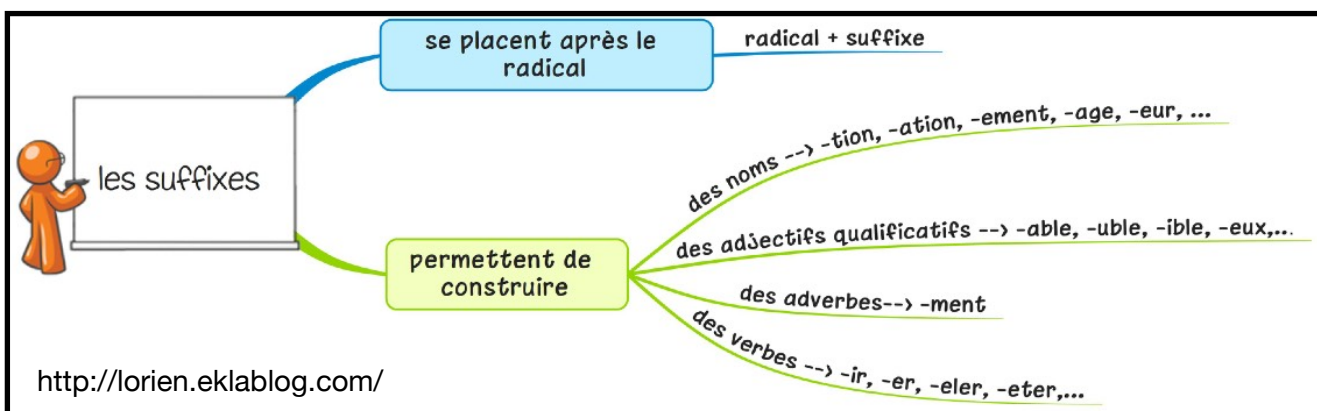 les suffixes
se placent après le
radical
radical + suffixe
permettent de
construire
des noms --> -tion, -ation, -ement, -age, -eur, ...
des adjectifs qualificatifs --> -able, -uble, -ible, -eux,...
des adverbes--> -ment
des verbes --> -ir, -er, -eler, -eter,...
http://lorien.eklablog.com/